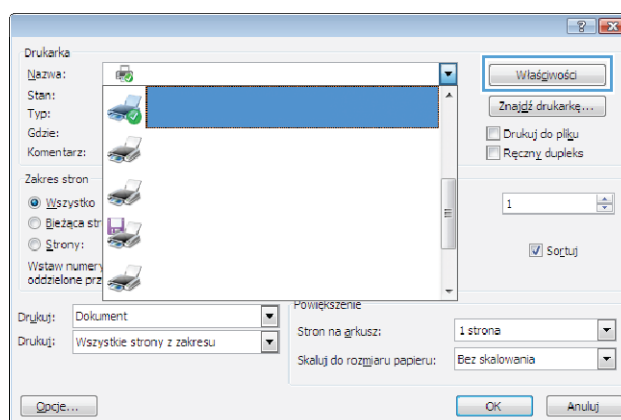 Drukarka
Nazwa:
Właściwości
Stan:
Typ:
Znajdź drukarkę...
Gdzie:
Drukuj do pliku
Komentarz:
Ręczny dupleks
Zakres stron
Wszystko
1
Bieżąca str
Strony:
Sortuj
Wstaw numery
oddzielone prz
Powiększenie
Drukuj: Dokument
Stron na arkusz: 1 strona
Drukuj: Wszystkie strony z zakresu
Skaluj do rozmiaru papieru: Bez skalowania
Opcje...
OK
Anuluj